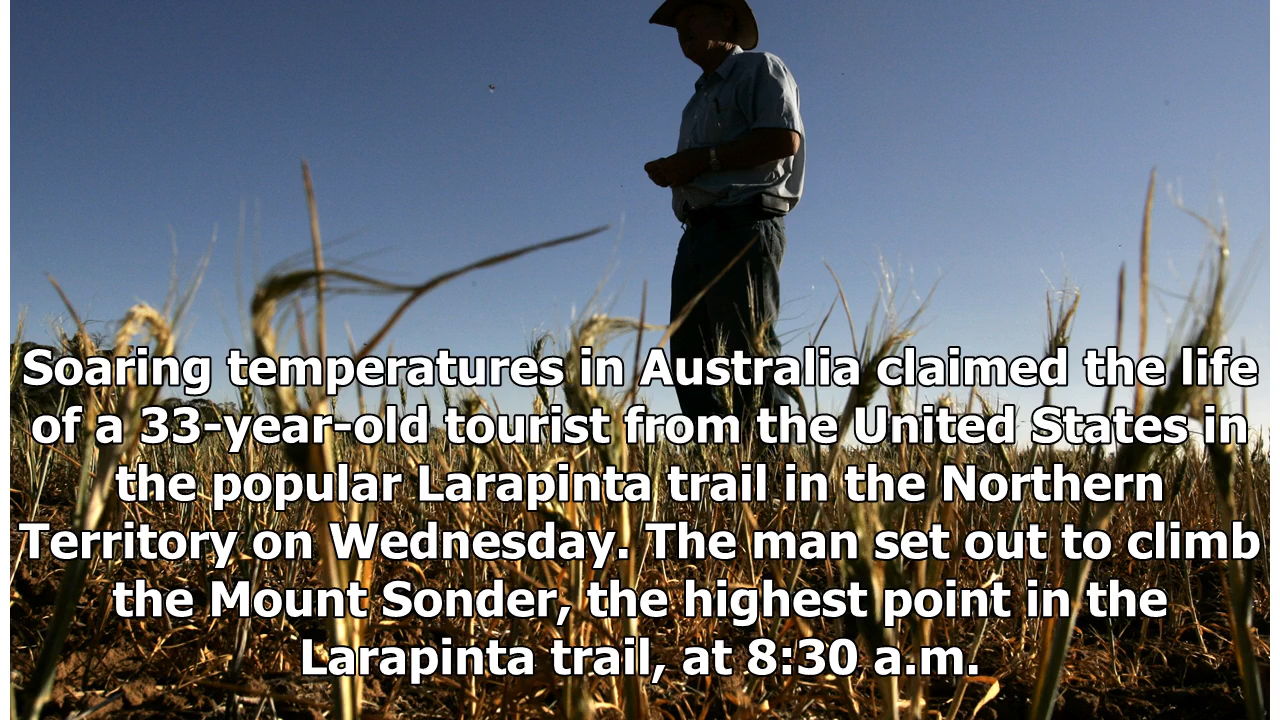 Soaring temperatures in Australia claimed the life
of a 33-year-old tourist from the United States in
the popular Larapinta trail in the Northern
Territory on Wednesday. The man set out to climb
the Mount Sonder, the highest point in the
Larapinta trail, at 8:30 a.m.